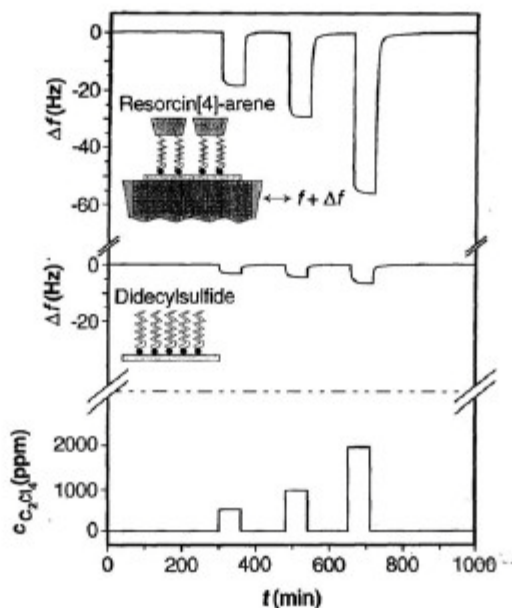 0
-20
-40
-60
Δf (Hz)
Resorcin[4]-arene
f + Δf
0
-20
Δf (Hz)
Didecylsulfide
2000
1000
0
c C₂Cl₄ (ppm)
0 200 400 600 800 1000
t (min)